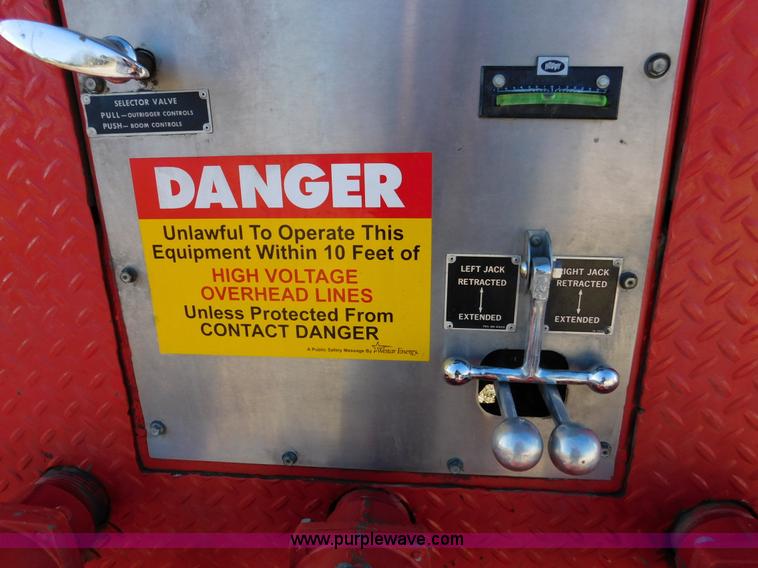 SELECTOR VALVE
PULL—OUTRIGGER CONTROLS
PUSH—BOOM CONTROLS
DANGER
Unlawful To Operate This
Equipment Within 10 Feet of
HIGH VOLTAGE
OVERHEAD LINES
Unless Protected From
CONTACT DANGER
A Public Safety Message By Westar Energy.
LEFT JACK
RETRACTED
EXTENDED
RIGHT JACK
RETRACTED
EXTENDED
www.purplewave.com